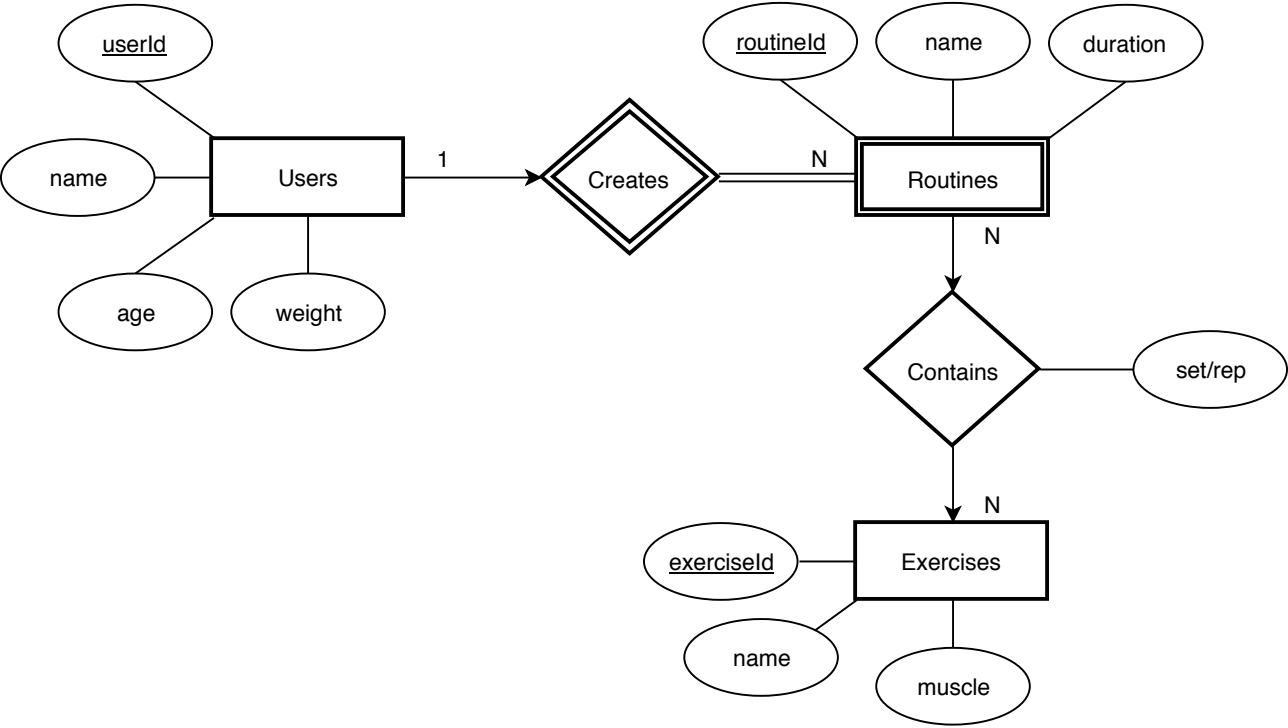 userId
name
age
weight
Users
1
Creates
N
routineId
name
duration
Routines
N
Contains
set/rep
N
Exercises
exerciseId
name
muscle